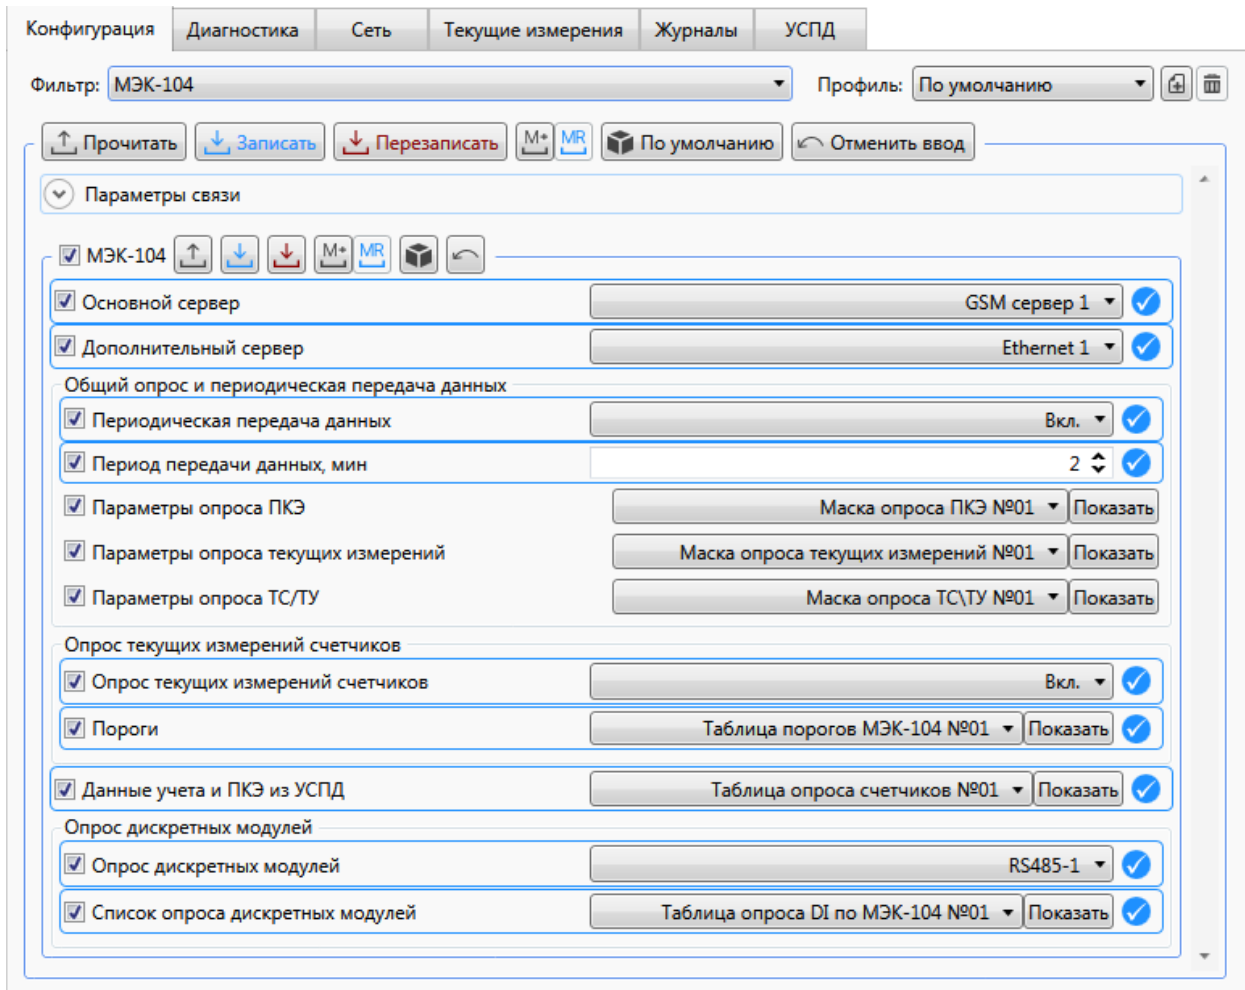 Конфигурация Диагностика Сеть Текущие измерения Журналы УСПД
Фильтр: МЭК-104 Профиль: По умолчанию
Прочитать Записать Перезаписать M+ MR По умолчанию Отменить ввод
Параметры связи
МЭК-104 M+ MR
Основной сервер GSM сервер 1
Дополнительный сервер Ethernet 1
Общий опрос и периодическая передача данных
Периодическая передача данных Вкл.
Период передачи данных, мин 2
Параметры опроса ПКЭ Маска опроса ПКЭ №01 Показать
Параметры опроса текущих измерений Маска опроса текущих измерений №01 Показать
Параметры опроса ТС/ТУ Маска опроса ТС\ТУ №01 Показать
Опрос текущих измерений счетчиков
Опрос текущих измерений счетчиков Вкл.
Пороги Таблица порогов МЭК-104 №01 Показать
Данные учета и ПКЭ из УСПД Таблица опроса счетчиков №01 Показать
Опрос дискретных модулей
Опрос дискретных модулей RS485-1
Список опроса дискретных модулей Таблица опроса DI по МЭК-104 №01 Показать